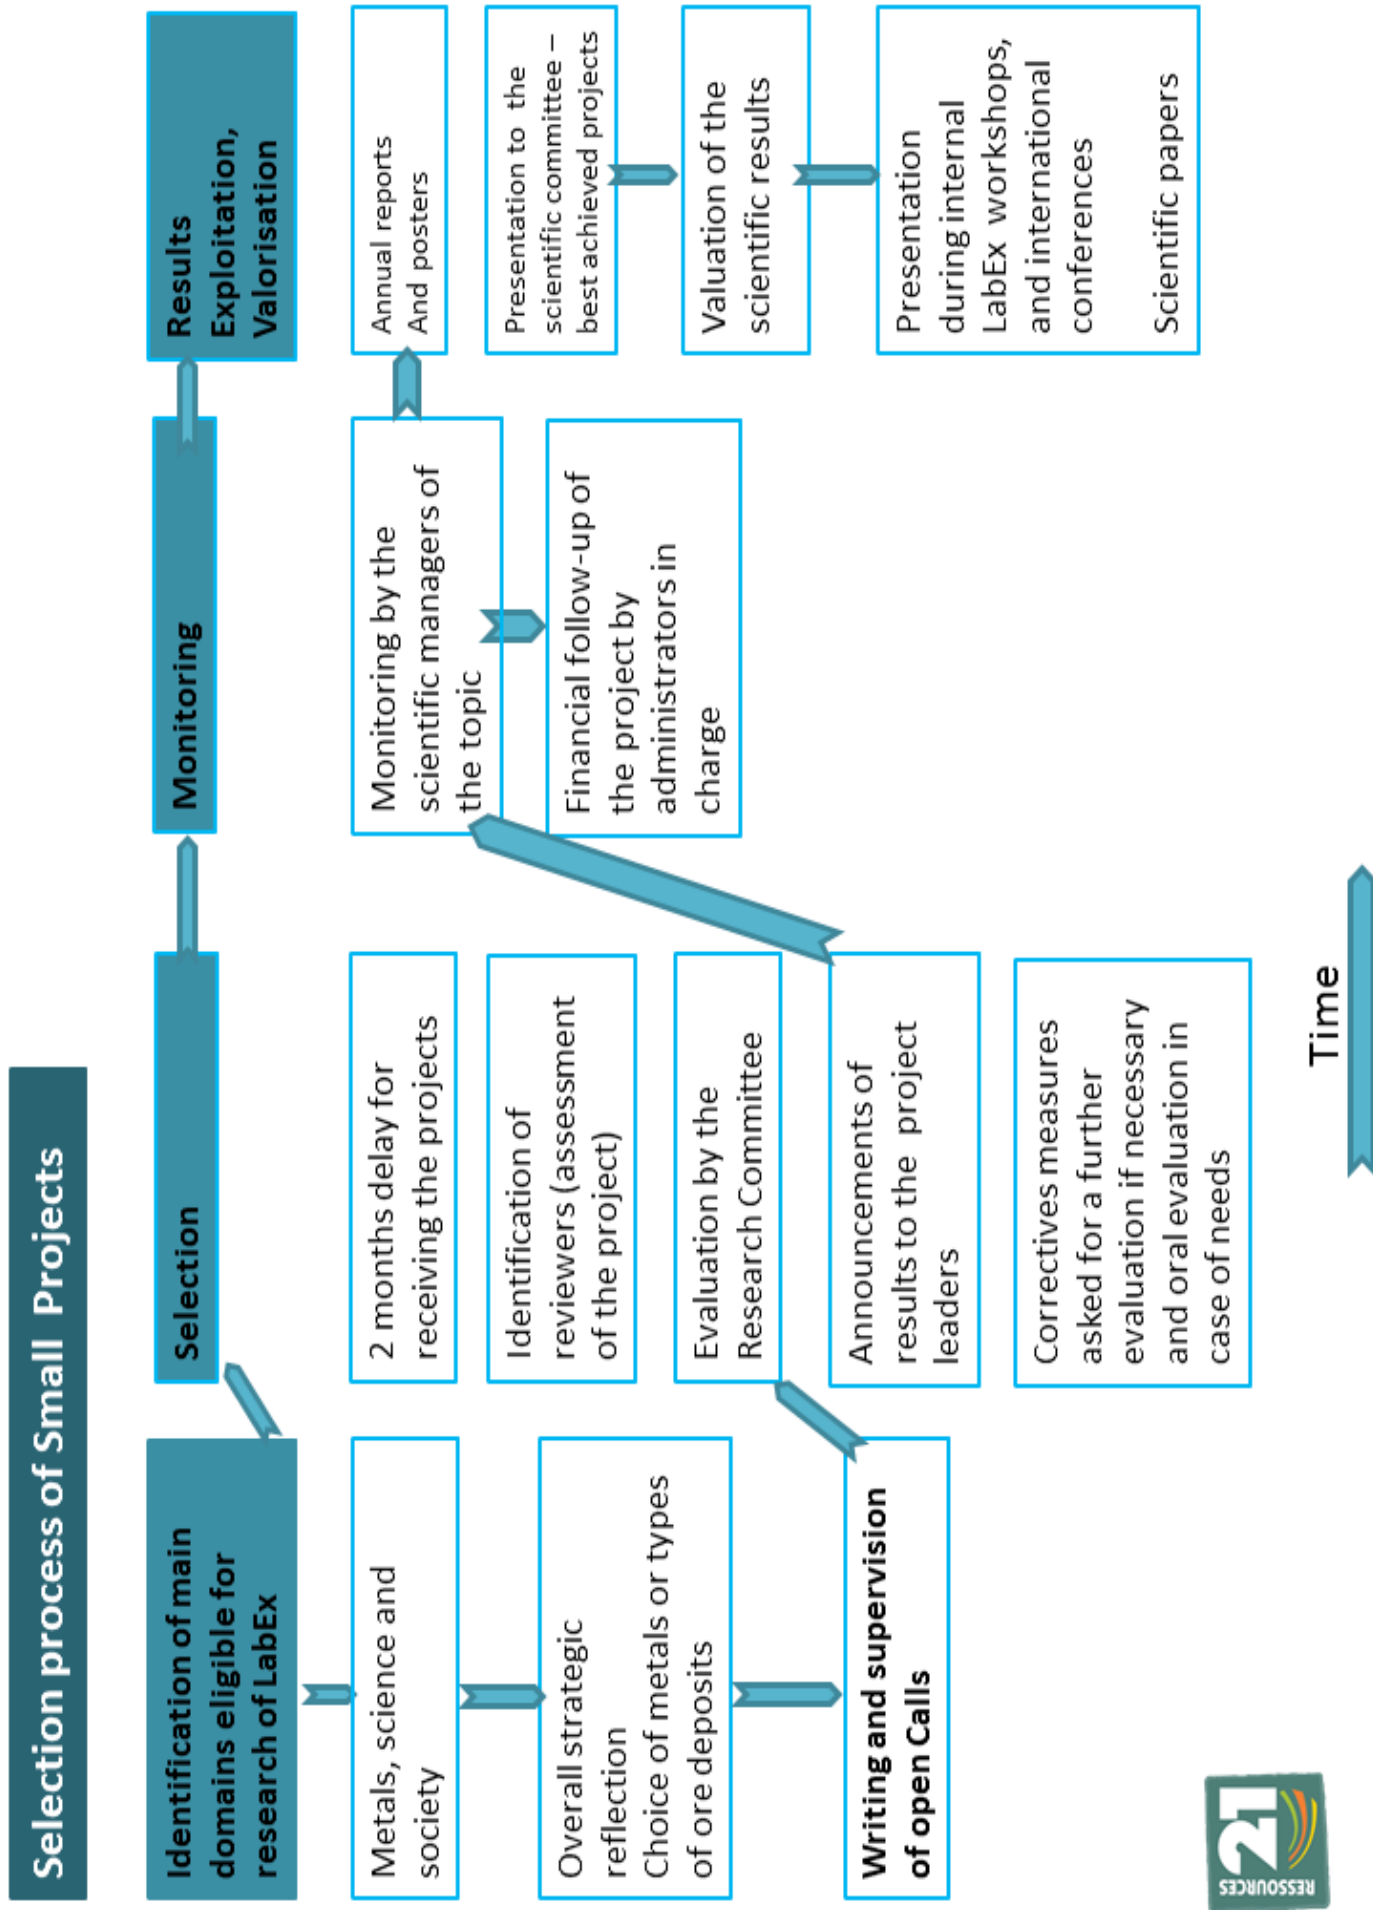 Selection process of Small Projects
Identification of main
domains eligible for
research of LabEx
Metals, science and
society
Overall strategic
reflection
Choice of metals or types
of ore deposits
Writing and supervision
of open Calls
Selection
2 months delay for
receiving the projects
Identification of
reviewers (assessment
of the project)
Evaluation by the
Research Committee
Announcements of
results to the project
leaders
Correctives measures
asked for a further
evaluation if necessary
and oral evaluation in
case of needs
Monitoring
Monitoring by the
scientific managers of
the topic
Financial follow-up of
the project by
administrators in
charge
Results
Exploitation,
Valorisation
Annual reports
And posters
Presentation to the
scientific committee –
best achieved projects
Valuation of the
scientific results
Presentation
during internal
LabEx workshops,
and international
conferences
Scientific papers
Time
RESSOURCES
21